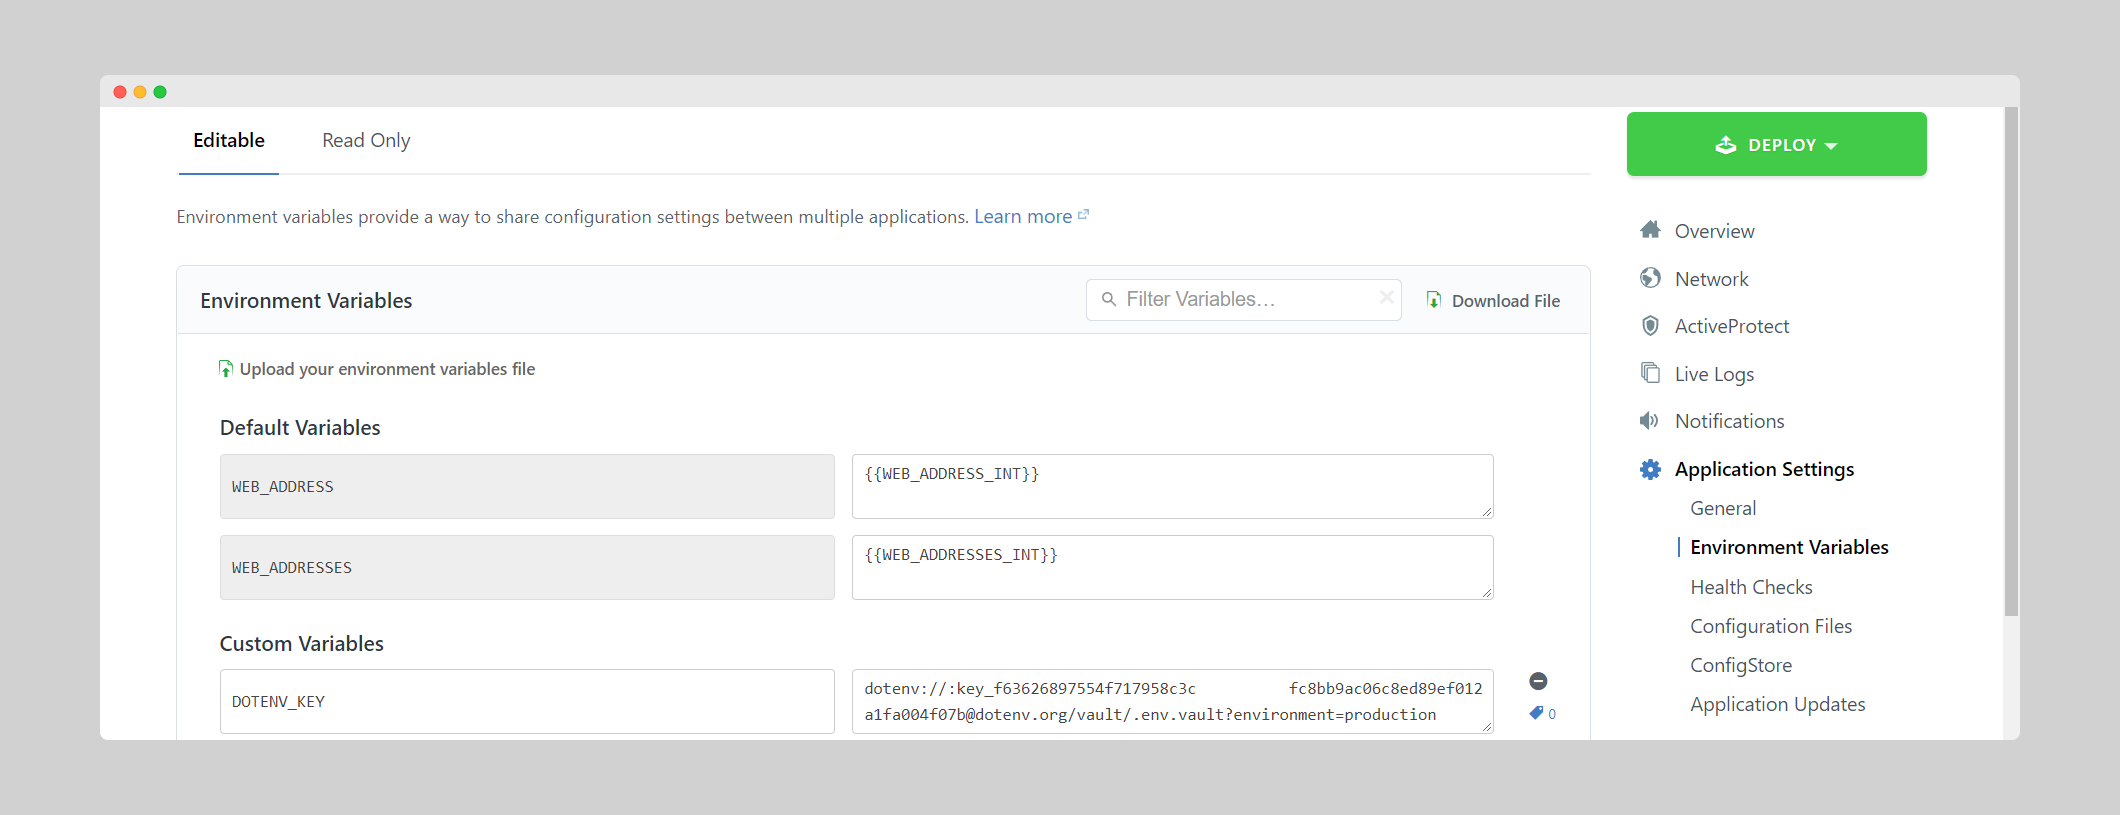 Editable Read Only
DEPLOY
Environment variables provide a way to share configuration settings between multiple applications. Learn more
Environment Variables
Filter Variables…
Download File
Upload your environment variables file
Default Variables
WEB_ADDRESS
{{WEB_ADDRESS_INT}}
WEB_ADDRESSES
{{WEB_ADDRESSES_INT}}
Custom Variables
DOTENV_KEY
dotenv://:key_f63626897554f717958c3c fc8bb9ac06c8ed89ef012
a1fa004f07b@dotenv.org/vault/.env.vault?environment=production
0
Overview
Network
ActiveProtect
Live Logs
Notifications
Application Settings
General
Environment Variables
Health Checks
Configuration Files
ConfigStore
Application Updates